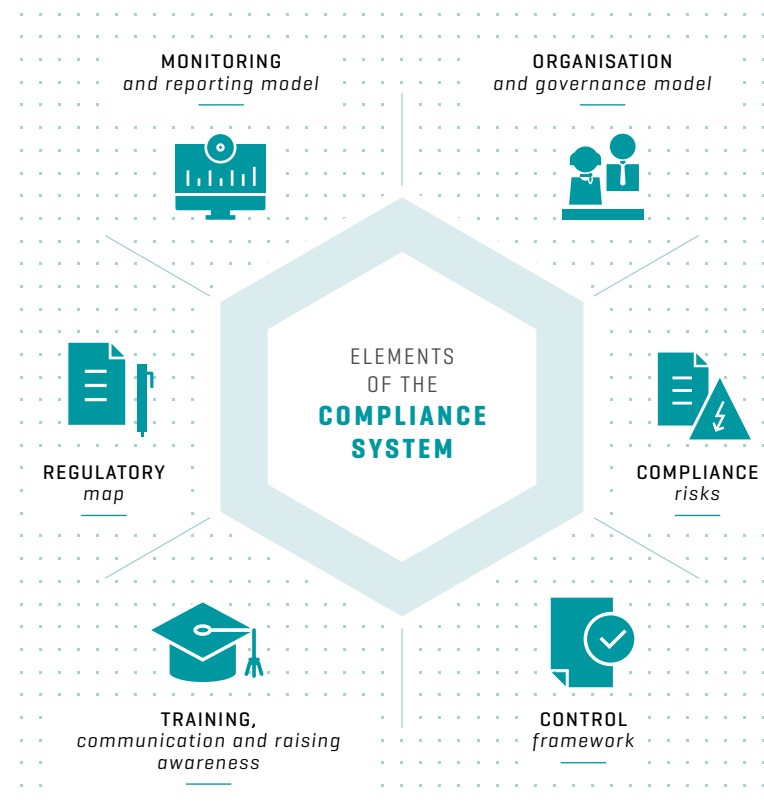 MONITORING
and reporting model
ORGANISATION
and governance model
ELEMENTS
OF THE
COMPLIANCE
SYSTEM
REGULATORY
map
COMPLIANCE
risks
TRAINING,
communication and raising
awareness
CONTROL
framework